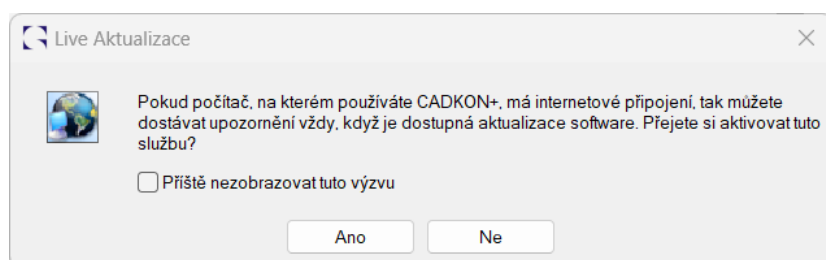 Live Aktualizace
Pokud počítač, na kterém používáte CADKON+, má internetové připojení, tak můžete
dostávat upozornění vždy, když je dostupná aktualizace software. Přejete si aktivovat tuto
službu?
Příště nezobrazovat tuto výzvu
Ano Ne